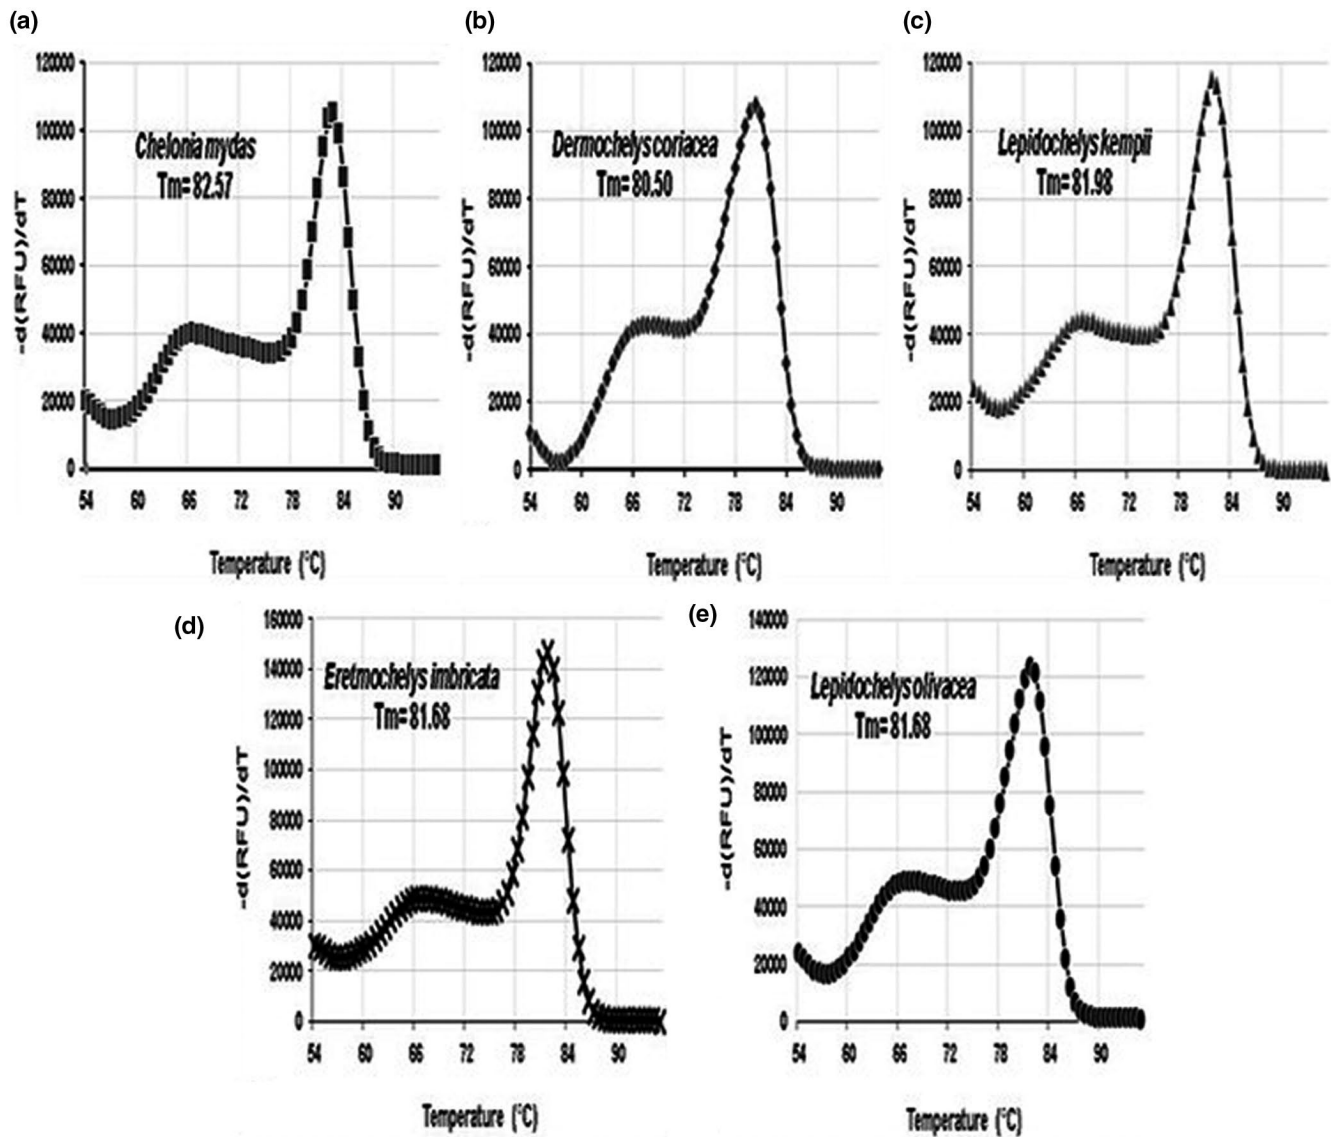 (a)
120000
100000
80000
60000
40000
20000
0
-d(RFU)/dT
Chelonia mydas
Tm=82.57
54 60 66 72 78 84 90
Temperature (°C)
(b)
120000
100000
80000
60000
40000
20000
0
-d(RFU)/dT
Dermochelys coriacea
Tm=80.50
54 60 66 72 78 84 90
Temperature (°C)
(c)
120000
100000
80000
60000
40000
20000
0
-d(RFU)/dT
Lepidochelys kempii
Tm=81.98
54 60 66 72 78 84 90
Temperature (°C)
(d)
160000
140000
120000
100000
80000
60000
40000
20000
0
-d(RFU)/dT
Eretmochelys imbricata
Tm=81.68
54 60 66 72 78 84 90
Temperature (°C)
(e)
140000
120000
100000
80000
60000
40000
20000
0
-d(RFU)/dT
Lepidochelys olivacea
Tm=81.68
54 60 66 72 78 84 90
Temperature (°C)